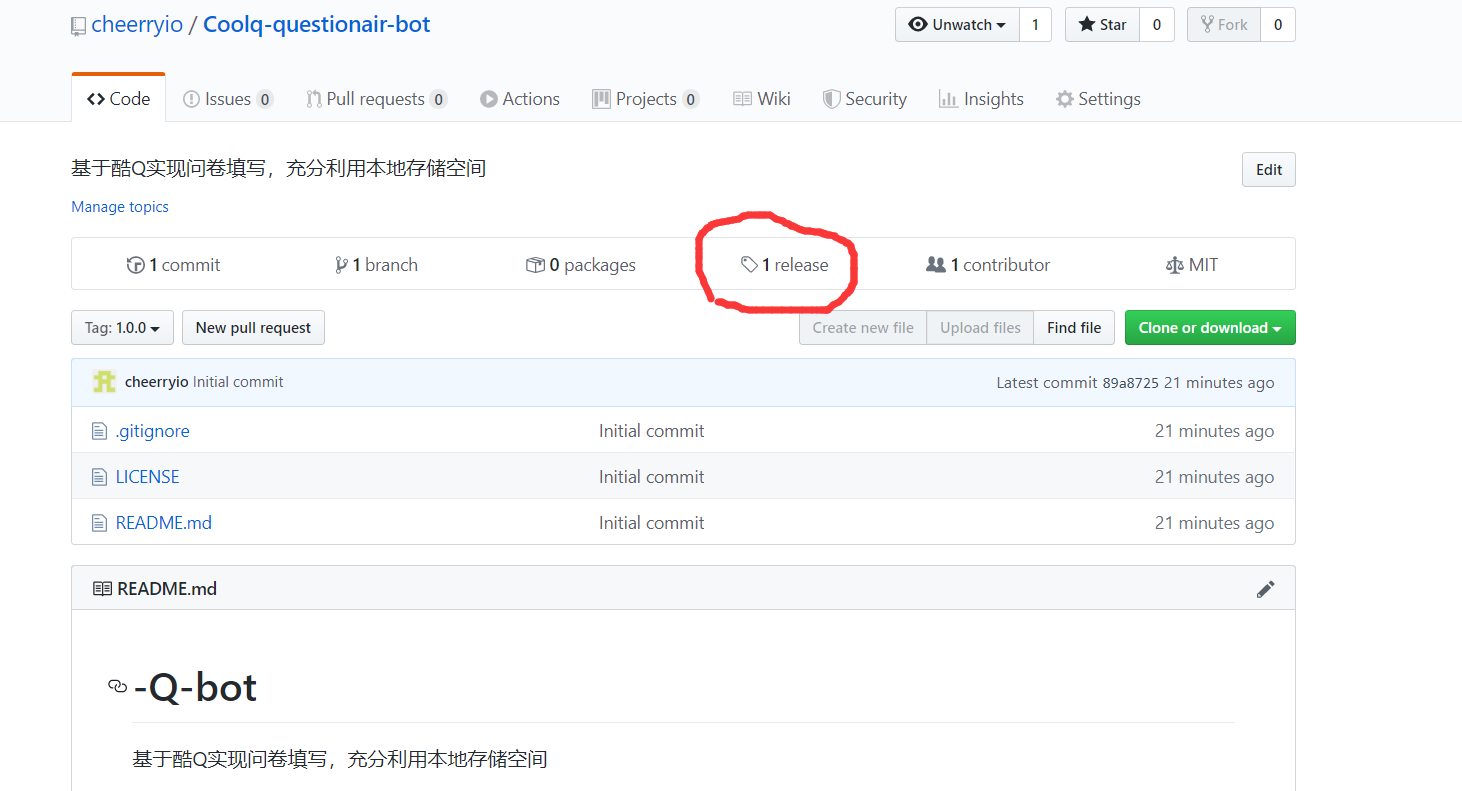 cheerryio / Coolq-questionair-bot
Unwatch 1 Star 0 Fork 0
Code Issues 0 Pull requests 0 Actions Projects 0 Wiki Security Insights Settings
基于酷Q实现问卷填写，充分利用本地存储空间
Edit
Manage topics
1 commit 1 branch 0 packages 1 release 1 contributor MIT
Tag: 1.0.0 New pull request Create new file Upload files Find file Clone or download
cheerryio Initial commit Latest commit 89a8725 21 minutes ago
.gitignore Initial commit 21 minutes ago
LICENSE Initial commit 21 minutes ago
README.md Initial commit 21 minutes ago
README.md
-Q-bot
基于酷Q实现问卷填写，充分利用本地存储空间